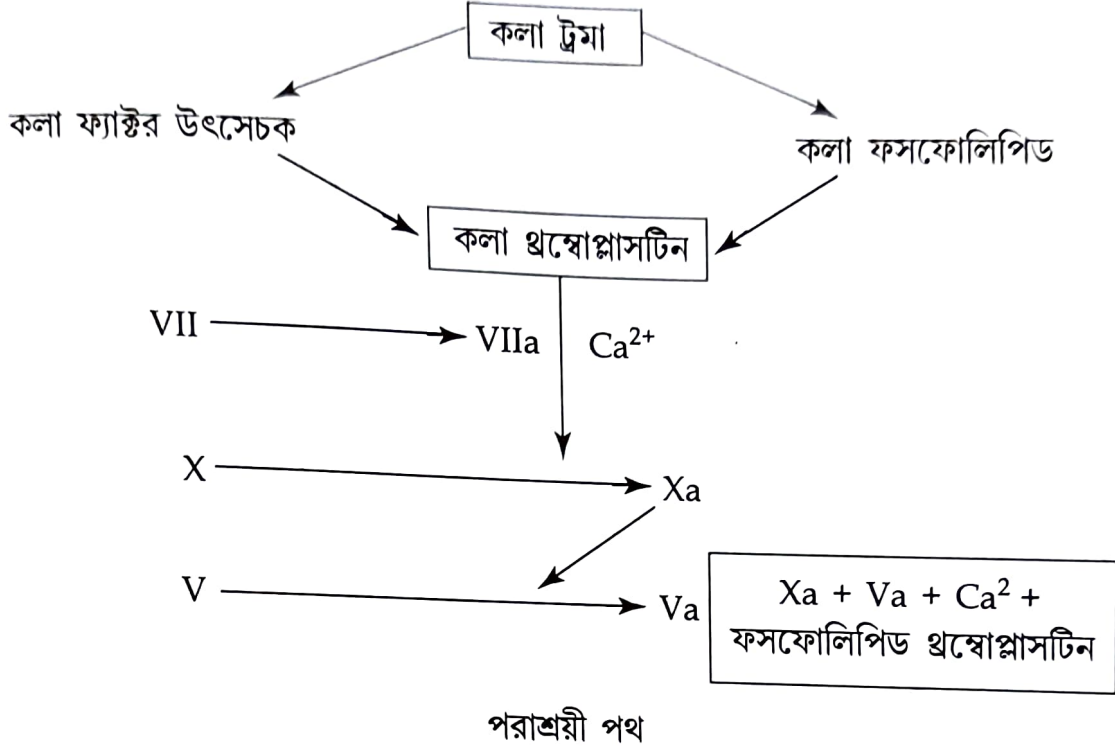 কলা ট্রমা
কলা ফ্যাক্টর উৎসেচক
কলা ফসফোলিপিড
কলা থ্রম্বোপ্লাসটিন
VII
VIIa
Ca²⁺
X
Xa
V
Va
Xa + Va + Ca² +
ফসফোলিপিড থ্রম্বোপ্লাসটিন
পরাশ্রয়ী পথ